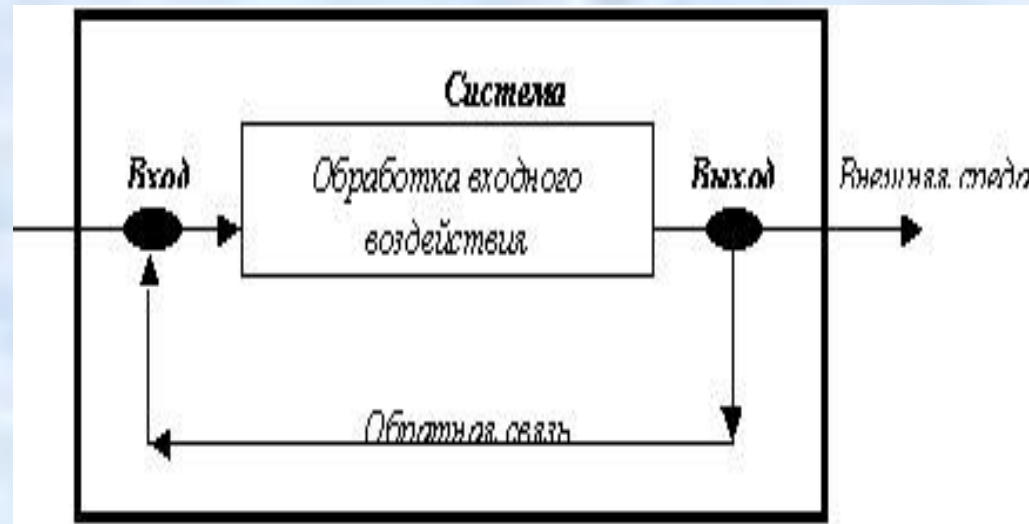 Система
Вход
Обработка входного
воздействия
Выход
Внешняя среда
Обратная связь